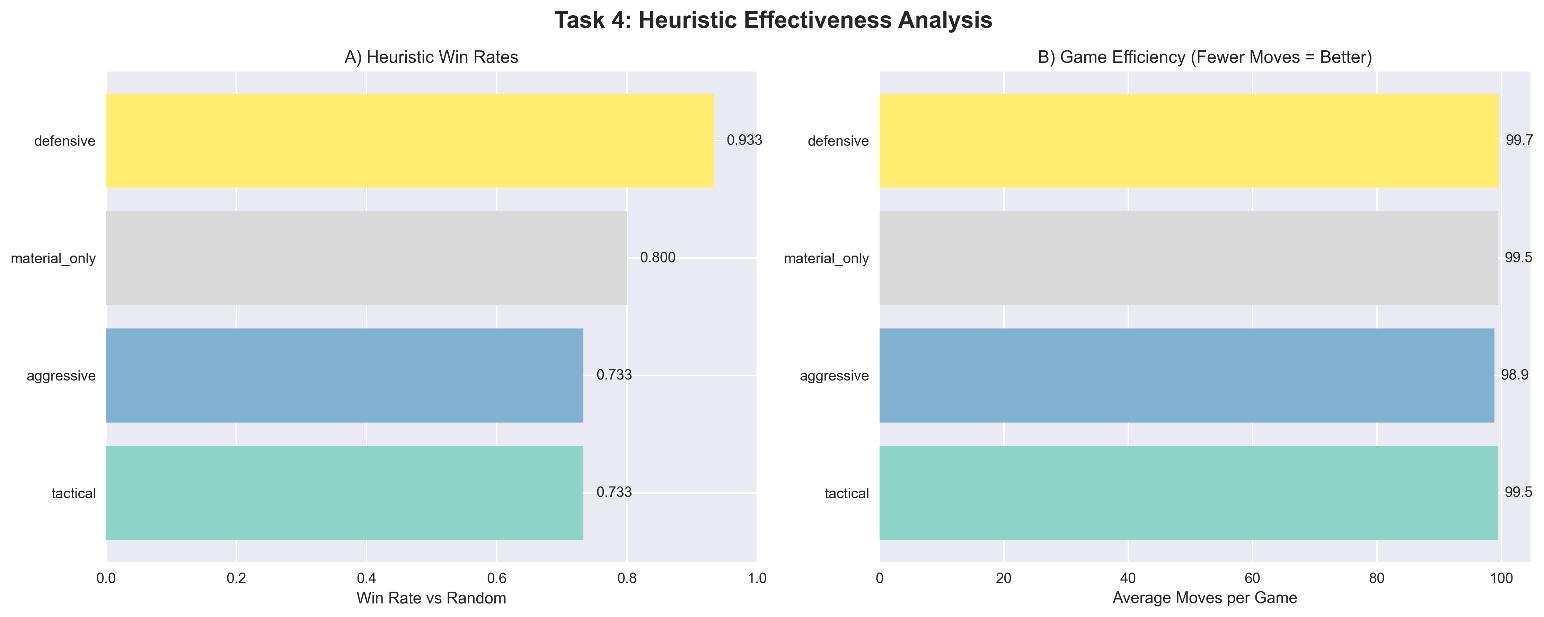 Task 4: Heuristic Effectiveness Analysis
A) Heuristic Win Rates
defensive
0.933
material_only
0.800
aggressive
0.733
tactical
0.733
0.0 0.2 0.4 0.6 0.8 1.0
Win Rate vs Random
B) Game Efficiency (Fewer Moves = Better)
defensive
99.7
material_only
99.5
aggressive
98.9
tactical
99.5
0 20 40 60 80 100
Average Moves per Game